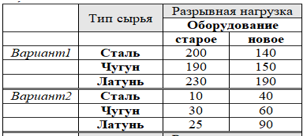 Тип сырья Разрывная нагрузка
Оборудование
старое новое
Вариант1 Сталь 200 140
Чугун 190 150
Латунь 230 190
Вариант2 Сталь 10 40
Чугун 30 60
Латунь 25 90